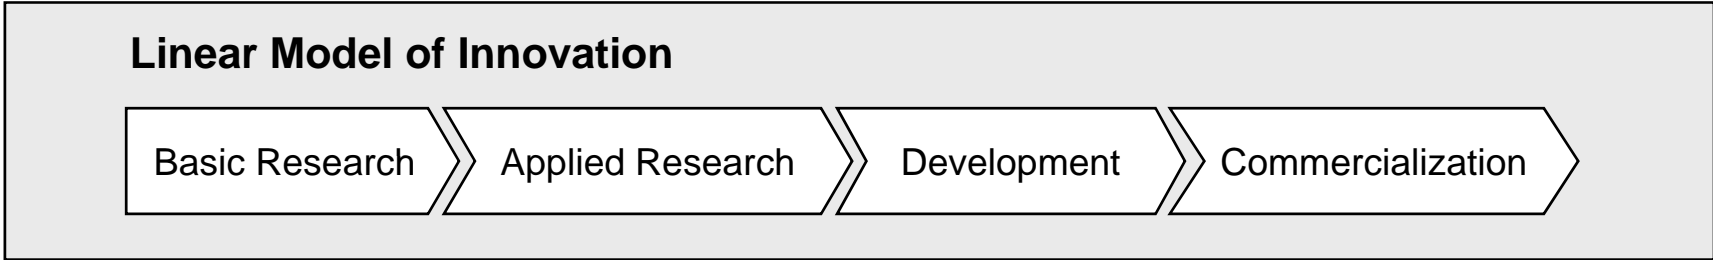 Linear Model of Innovation
Basic Research
Applied Research
Development
Commercialization